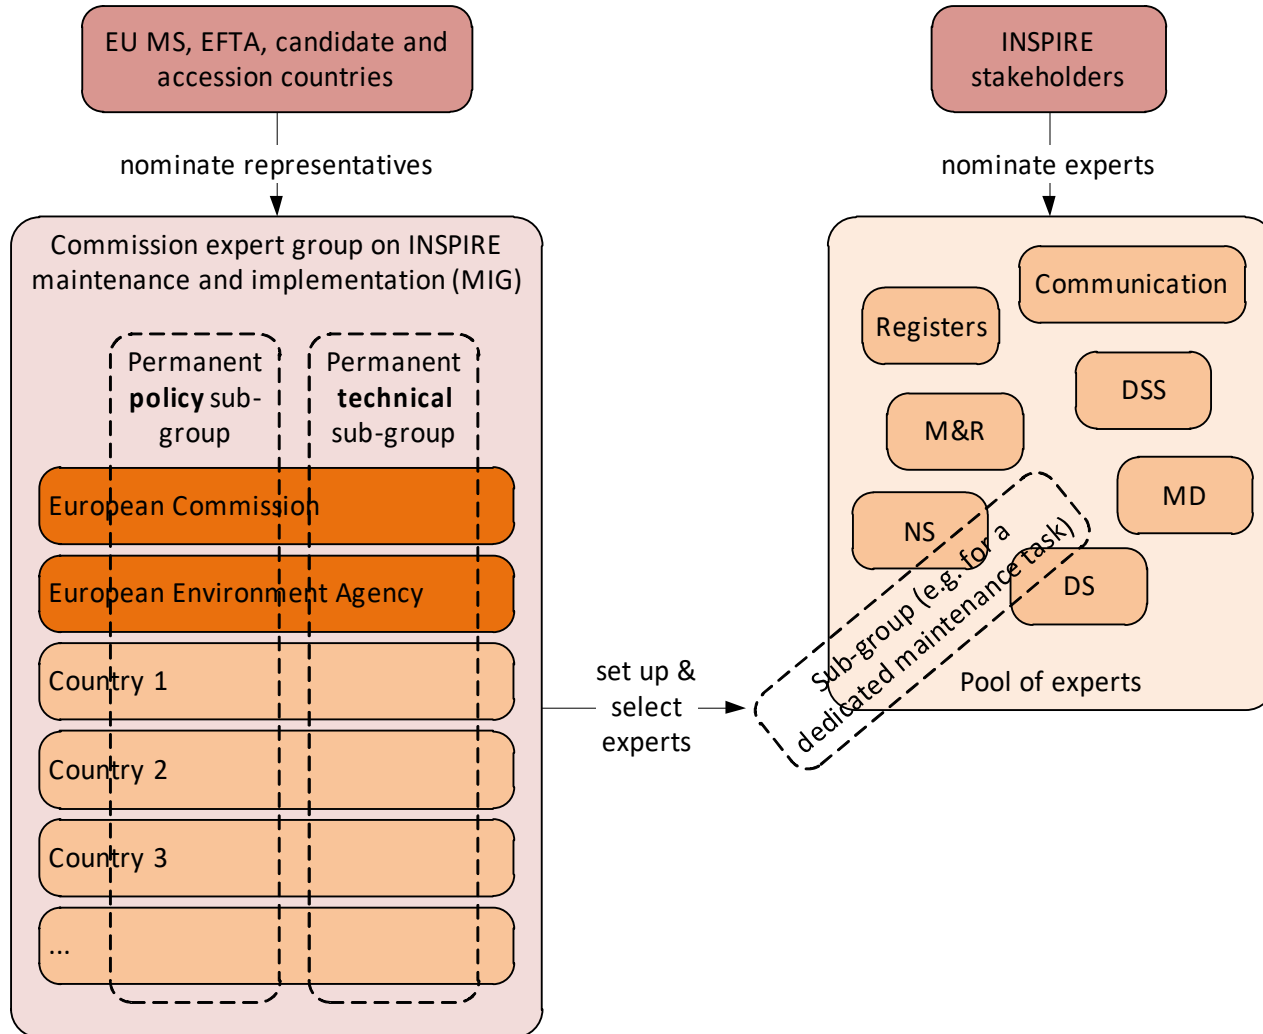 EU MS, EFTA, candidate and
accession countries
INSPIRE
stakeholders
nominate representatives
nominate experts
Commission expert group on INSPIRE
maintenance and implementation (MIG)
Permanent
policy sub-
group
Permanent
technical
sub-group
European Commission
European Environment Agency
Country 1
Country 2
Country 3
...
set up &
select
experts
Communication
Registers
DSS
M&R
MD
NS
DS
Sub-group (e.g. for a
dedicated maintenance task)
Pool of experts